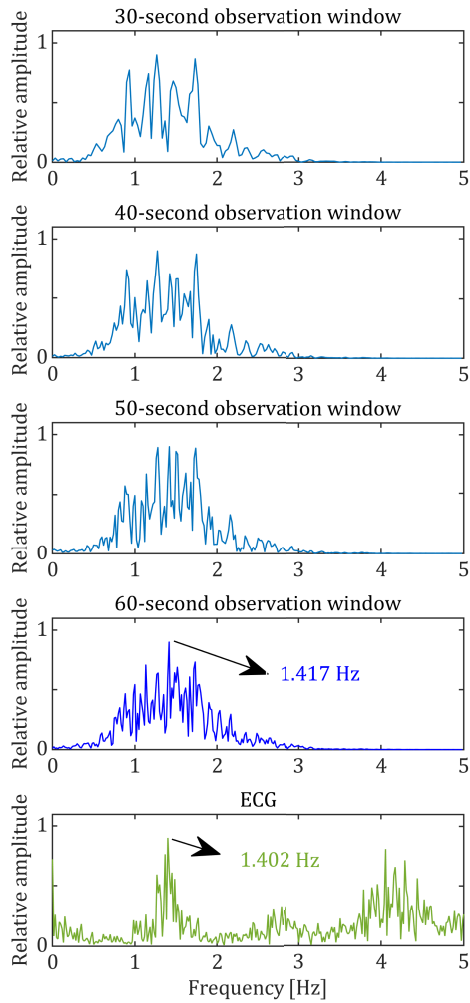 30-second observation window
Relative amplitude
1
0
0 1 2 3 4 5
40-second observation window
Relative amplitude
1
0
0 1 2 3 4 5
50-second observation window
Relative amplitude
1
0
0 1 2 3 4 5
60-second observation window
Relative amplitude
1
1.417 Hz
0
0 1 2 3 4 5
ECG
Relative amplitude
1
1.402 Hz
0
0 1 2 3 4 5
Frequency [Hz]